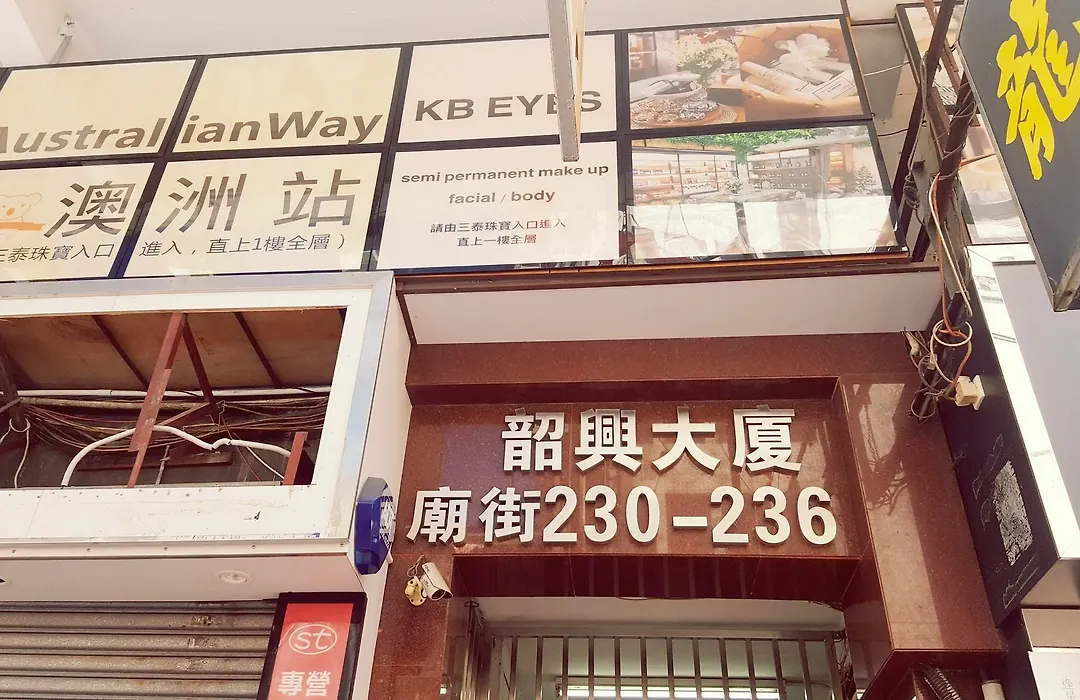 AustralianWay
澳洲站
三泰珠寶入口進入，直上1樓全層）
KB EYES
semi permanent make up
facial / body
請由三泰珠寶入口進入
直上一樓全層
龍
韶興大廈
廟街230-236
st
專營